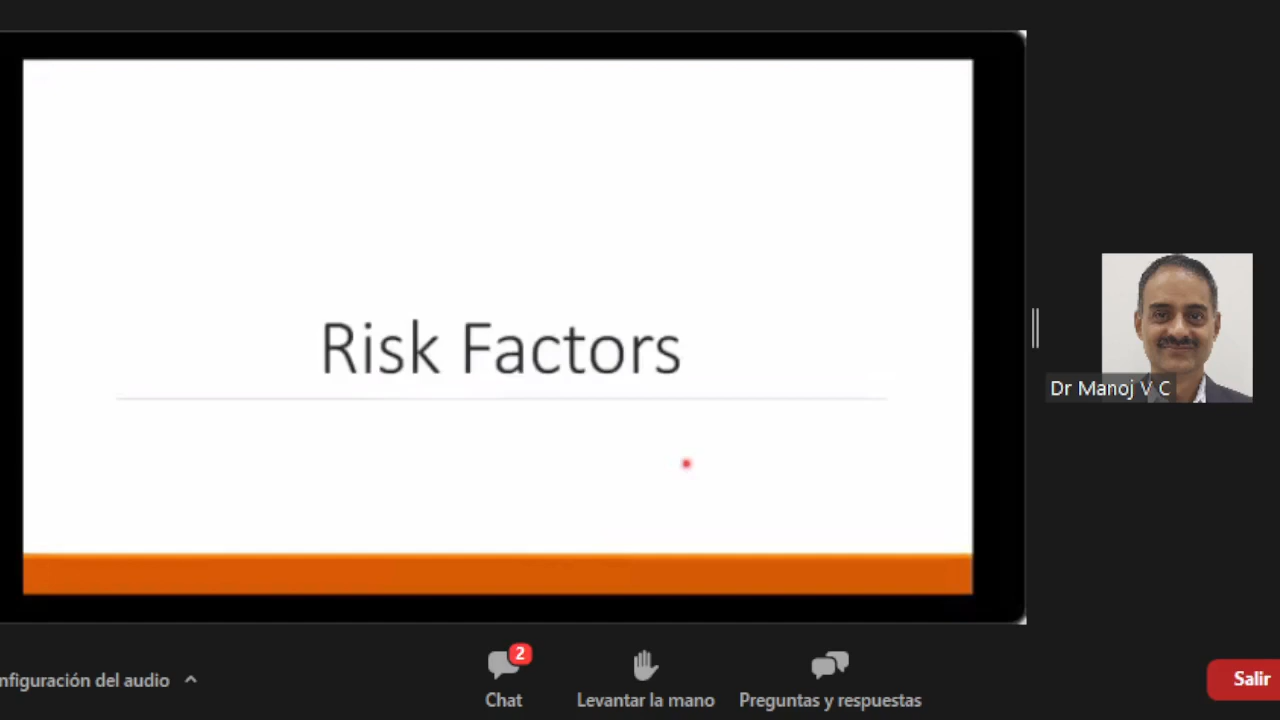 Risk Factors
Dr Manoj V C
nfiguración del audio
2
Chat
Levantar la mano
Preguntas y respuestas
Salir